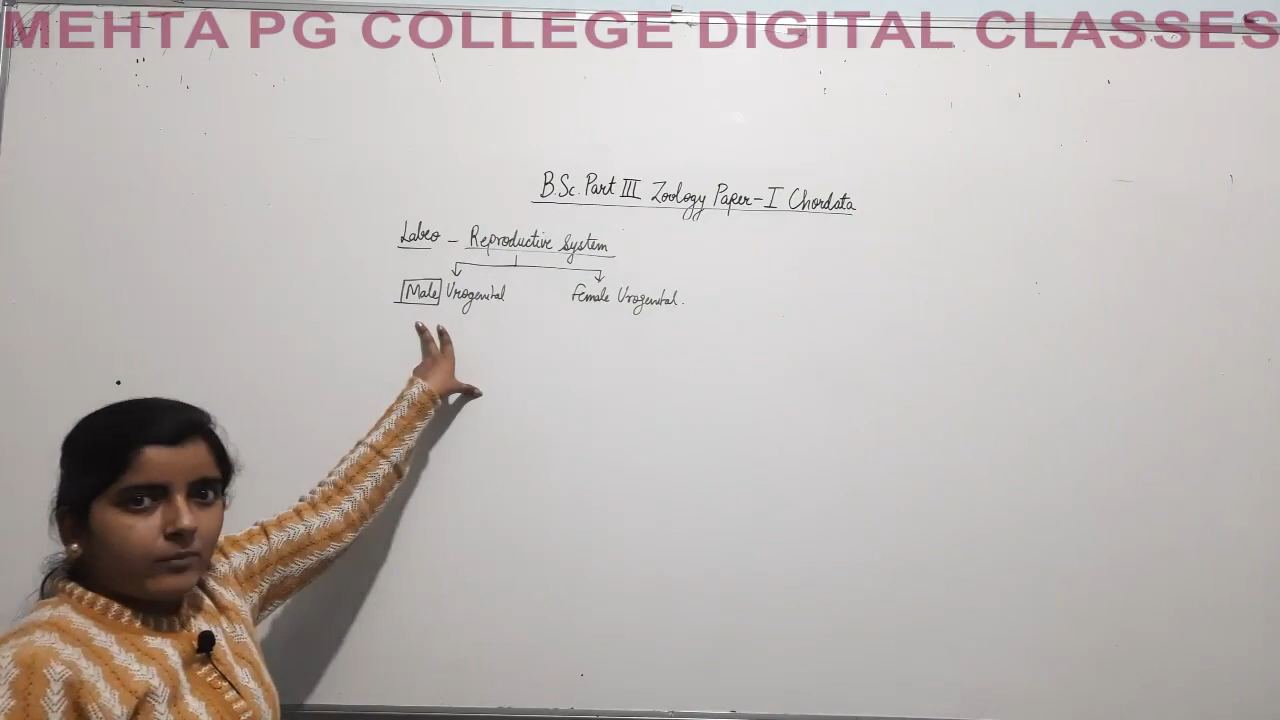 MEHTA PG COLLEGE DIGITAL CLASSES
B.Sc. Part III Zoology Paper-I Chordata
Labeo - Reproductive System
Male Urogenital Female Urogenital.